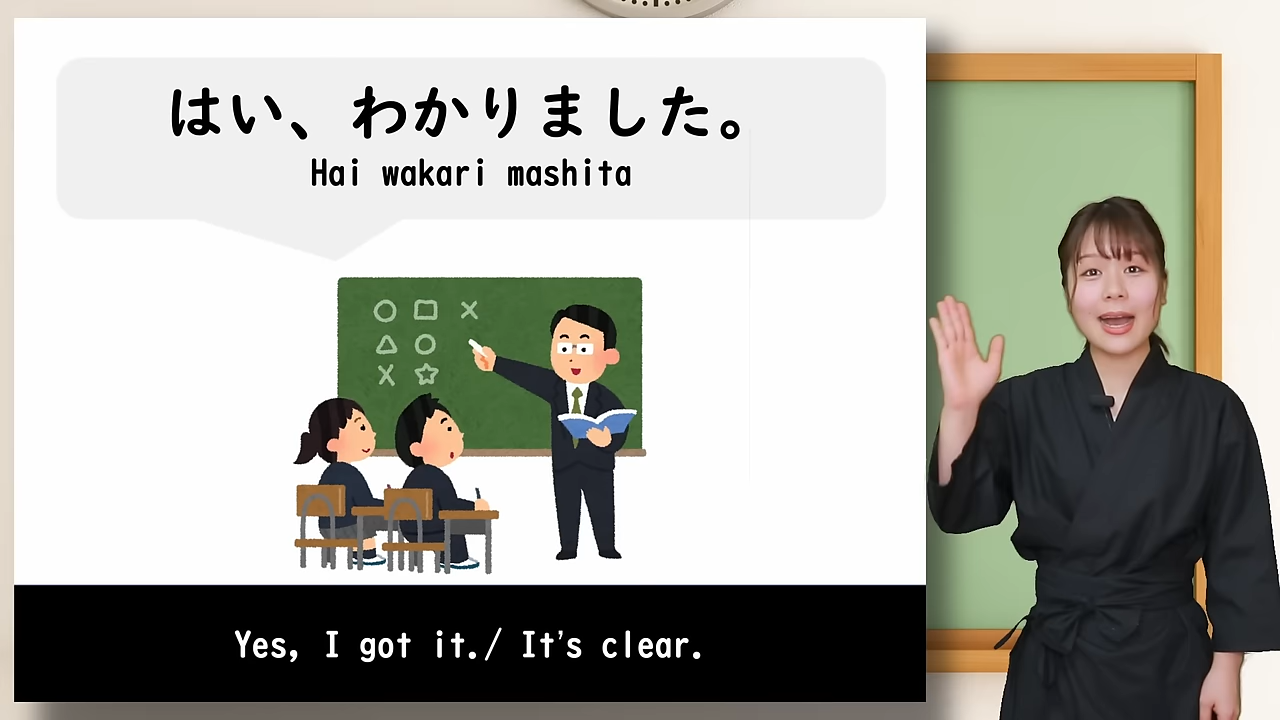 はい、わかりました。
Hai wakari mashita
Yes, I got it./ It's clear.